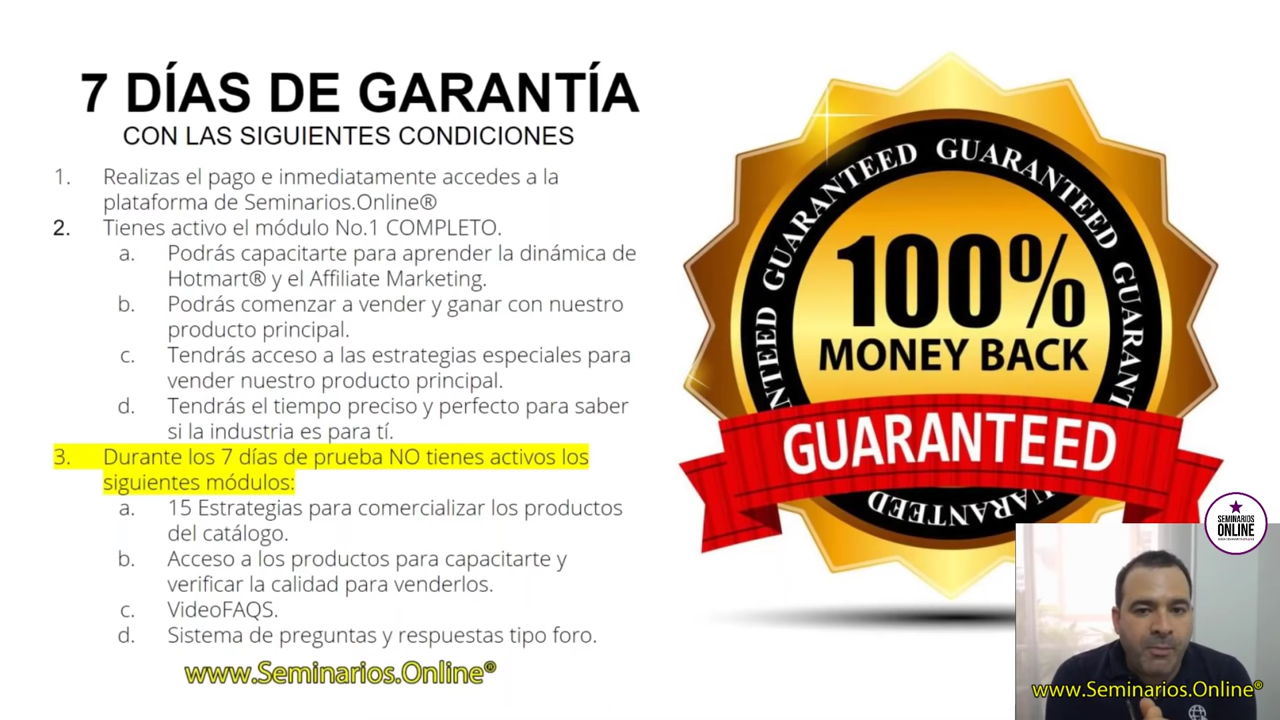 7 DÍAS DE GARANTÍA
CON LAS SIGUIENTES CONDICIONES
1. Realizas el pago e inmediatamente accedes a la
plataforma de Seminarios.Online®
2. Tienes activo el módulo No.1 COMPLETO.
a. Podrás capacitarte para aprender la dinámica de
Hotmart® y el Affiliate Marketing.
b. Podrás comenzar a vender y ganar con nuestro
producto principal.
c. Tendrás acceso a las estrategias especiales para
vender nuestro producto principal.
d. Tendrás el tiempo preciso y perfecto para saber
si la industria es para tí.
3. Durante los 7 días de prueba NO tienes activos los
siguientes módulos:
a. 15 Estrategias para comercializar los productos
del catálogo.
b. Acceso a los productos para capacitarte y
verificar la calidad para venderlos.
c. VideoFAQS.
d. Sistema de preguntas y respuestas tipo foro.
www.Seminarios.Online®
GUARANTEED GUARANTEED
100%
MONEY BACK
GUARANTEED
SEMINARIOS
ONLINE
www.Seminarios.Online®